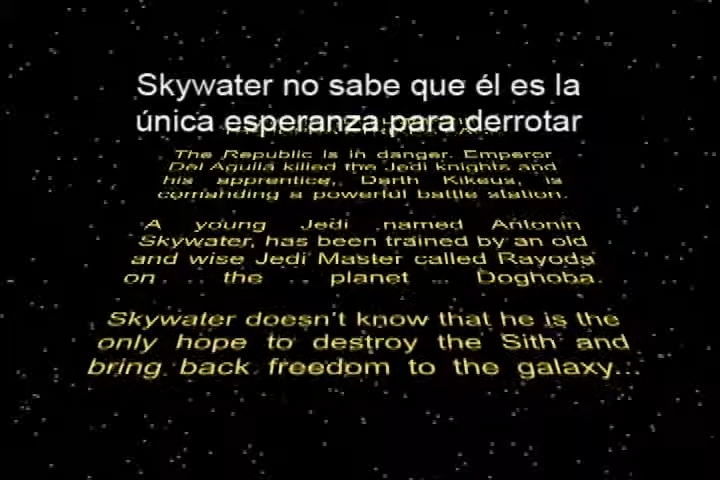 Skywater no sabe que él es la
única esperanza para derrotar
The Republic is in danger. Emperor
Del Aguila killed the Jedi knights and
his apprentice, Darth Kikeus, is
comanding a powerful battle station.
A young Jedi named Antonin
Skywater, has been trained by an old
and wise Jedi Master called Rayoda
on the planet Doghoba.
Skywater doesn't know that he is the
only hope to destroy the Sith and
bring back freedom to the galaxy...